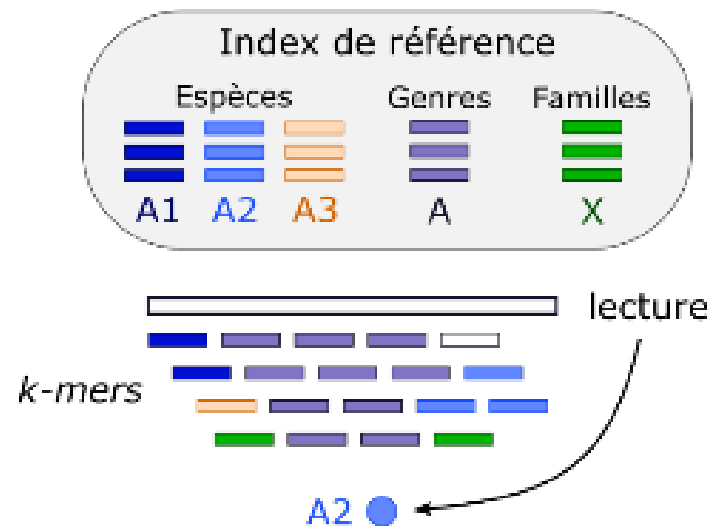 Index de référence
Espèces Genres Familles
A1 A2 A3 A X
lecture
k-mers
A2